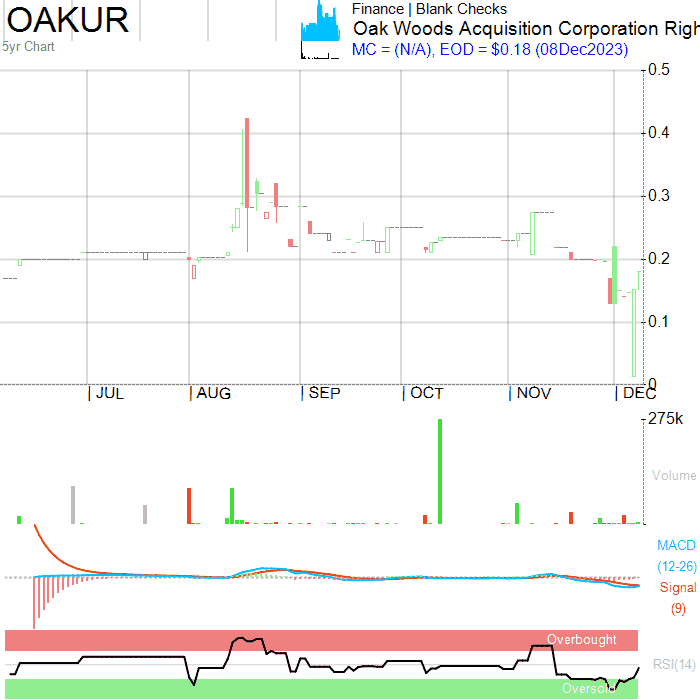 OAKUR
5yr Chart
Finance | Blank Checks
Oak Woods Acquisition Corporation Righ
MC = (N/A), EOD = $0.18 (08Dec2023)
0.5
0.4
0.3
0.2
0.1
0
| JUL | AUG | SEP | OCT | NOV | DEC
275k
Volume
MACD
(12-26)
Signal
(9)
Overbought
RSI(14)
Oversold